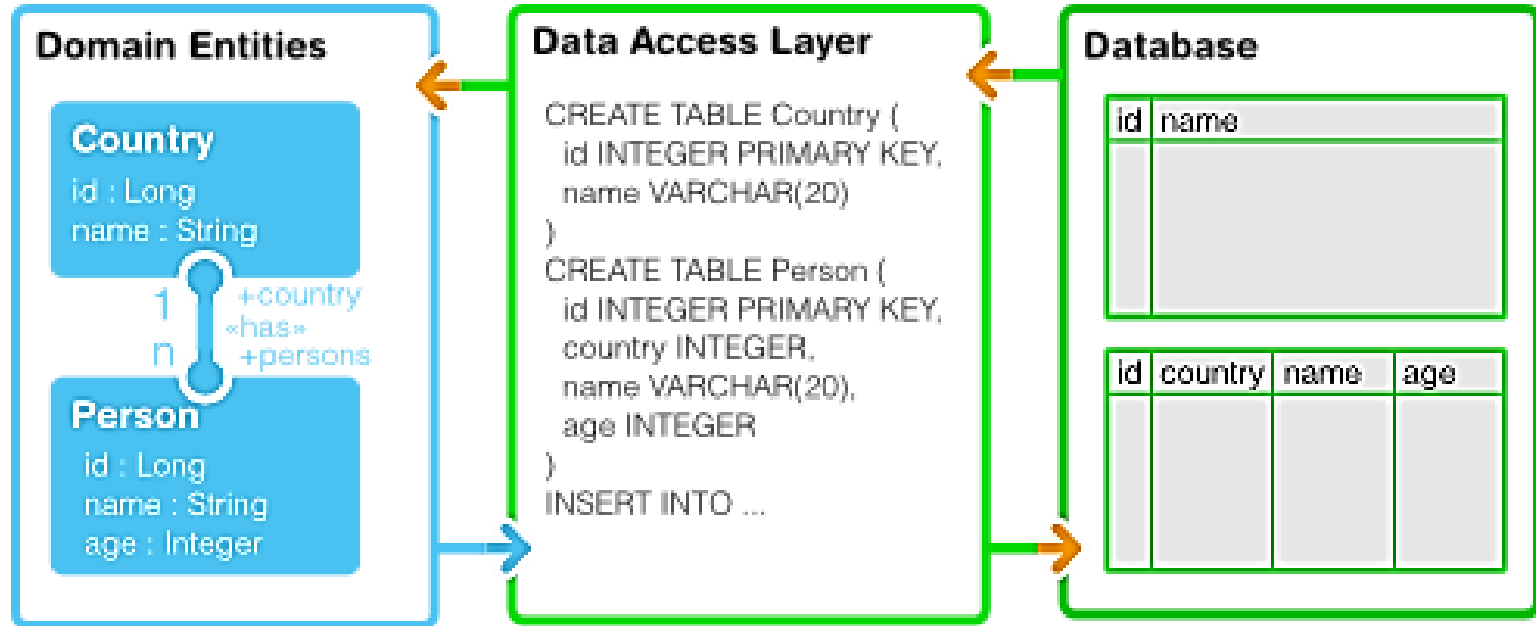 Domain Entities
Country
id : Long
name : String
1
+country
«has»
n
+persons
Person
id : Long
name : String
age : Integer
Data Access Layer
CREATE TABLE Country (
id INTEGER PRIMARY KEY,
name VARCHAR(20)
)
CREATE TABLE Person (
id INTEGER PRIMARY KEY,
country INTEGER,
name VARCHAR(20),
age INTEGER
)
INSERT INTO ...
Database
id name
id country name age